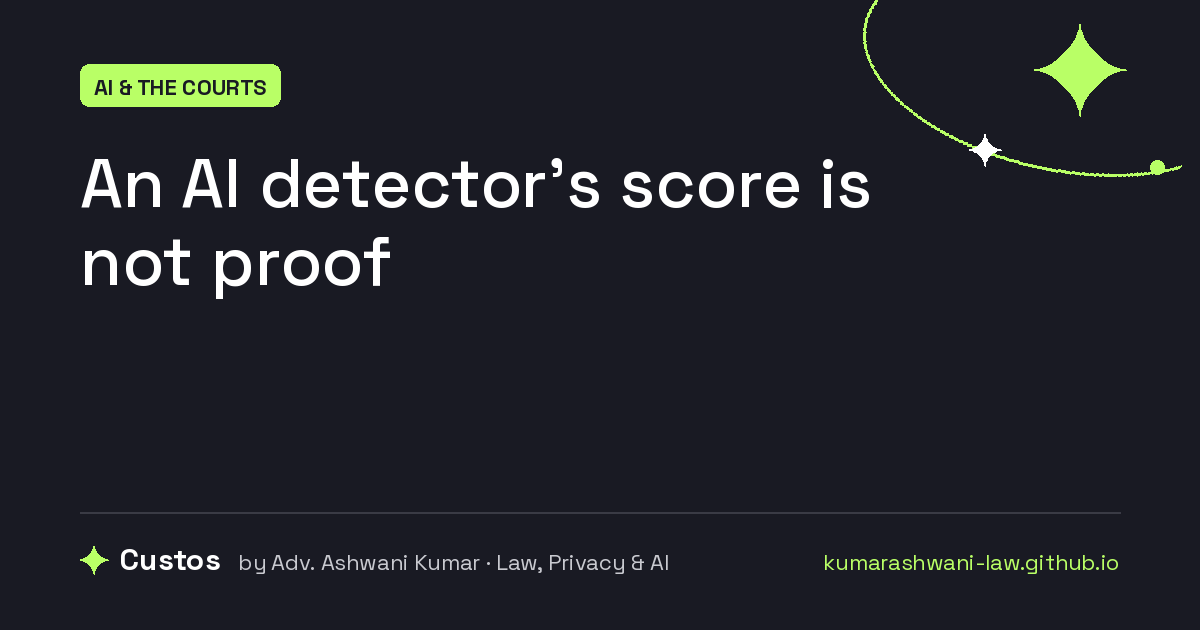 AI & THE COURTS
An AI detector’s score is
not proof
Custos by Adv. Ashwani Kumar · Law, Privacy & AI
kumarashwani-law.github.io